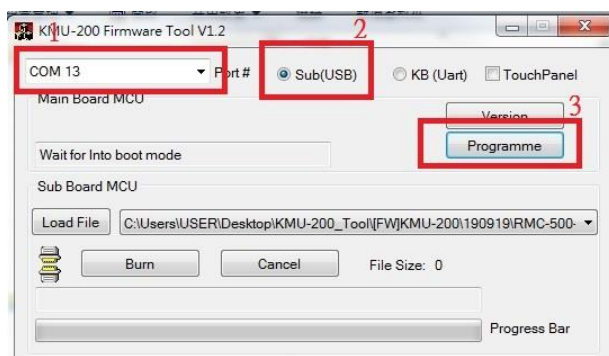 1
2
KMU-200 Firmware Tool V1.2
COM 13
Port #
Sub(USB)
KB (Uart)
TouchPanel
Main Board MCU
Version
3
Programme
Wait for Into boot mode
Sub Board MCU
Load File
C:\Users\USER\Desktop\KMU-200_Tool\[FW]KMU-200\190919\RMC-500-
Burn
Cancel
File Size: 0
Progress Bar